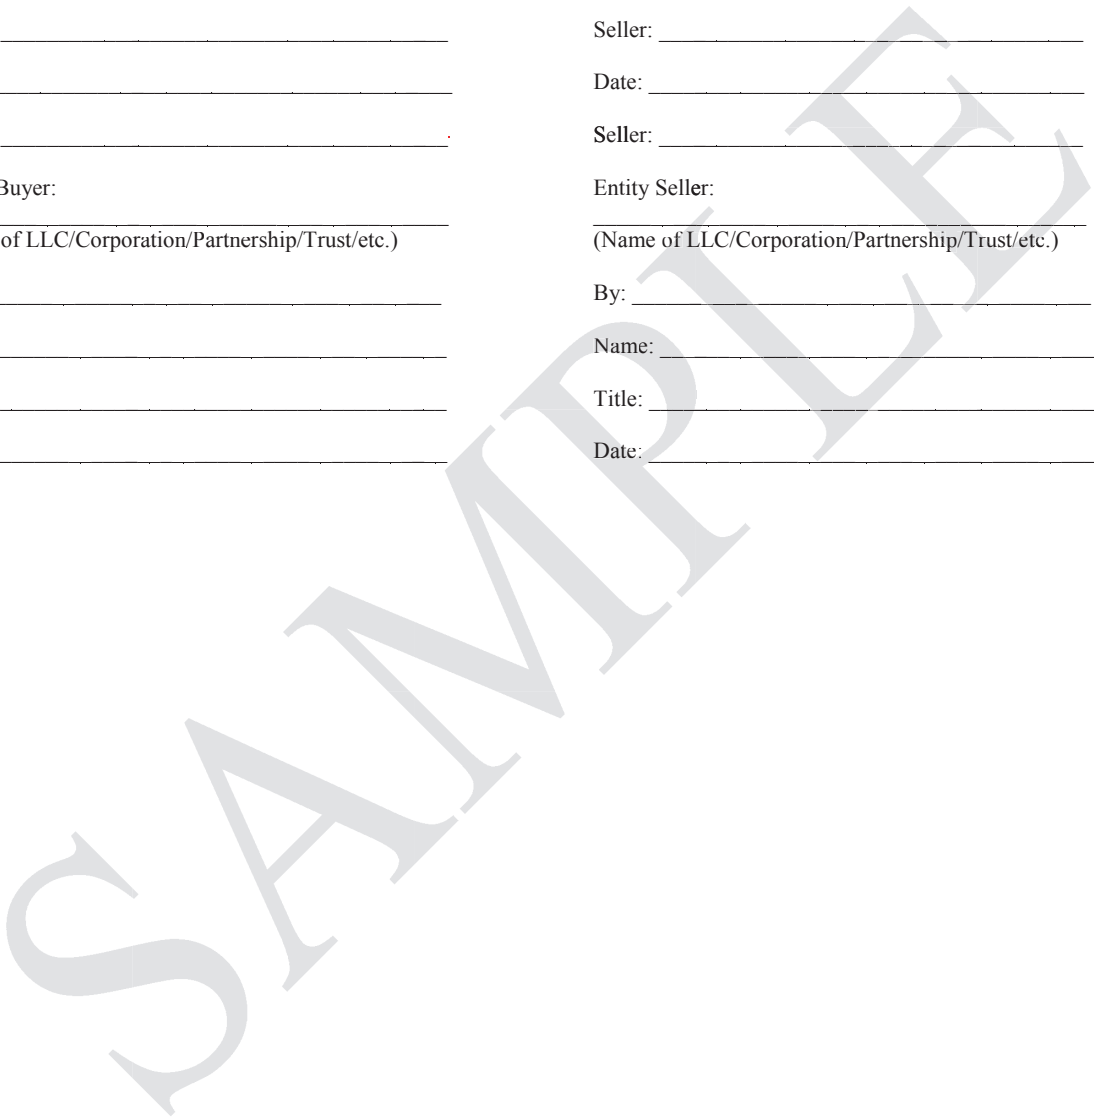 Seller:
Date:
Seller:
Buyer: Entity Seller:
of LLC/Corporation/Partnership/Trust/etc.) (Name of LLC/Corporation/Partnership/Trust/etc.)
By:
Name:
Title:
Date:
SAMPLE